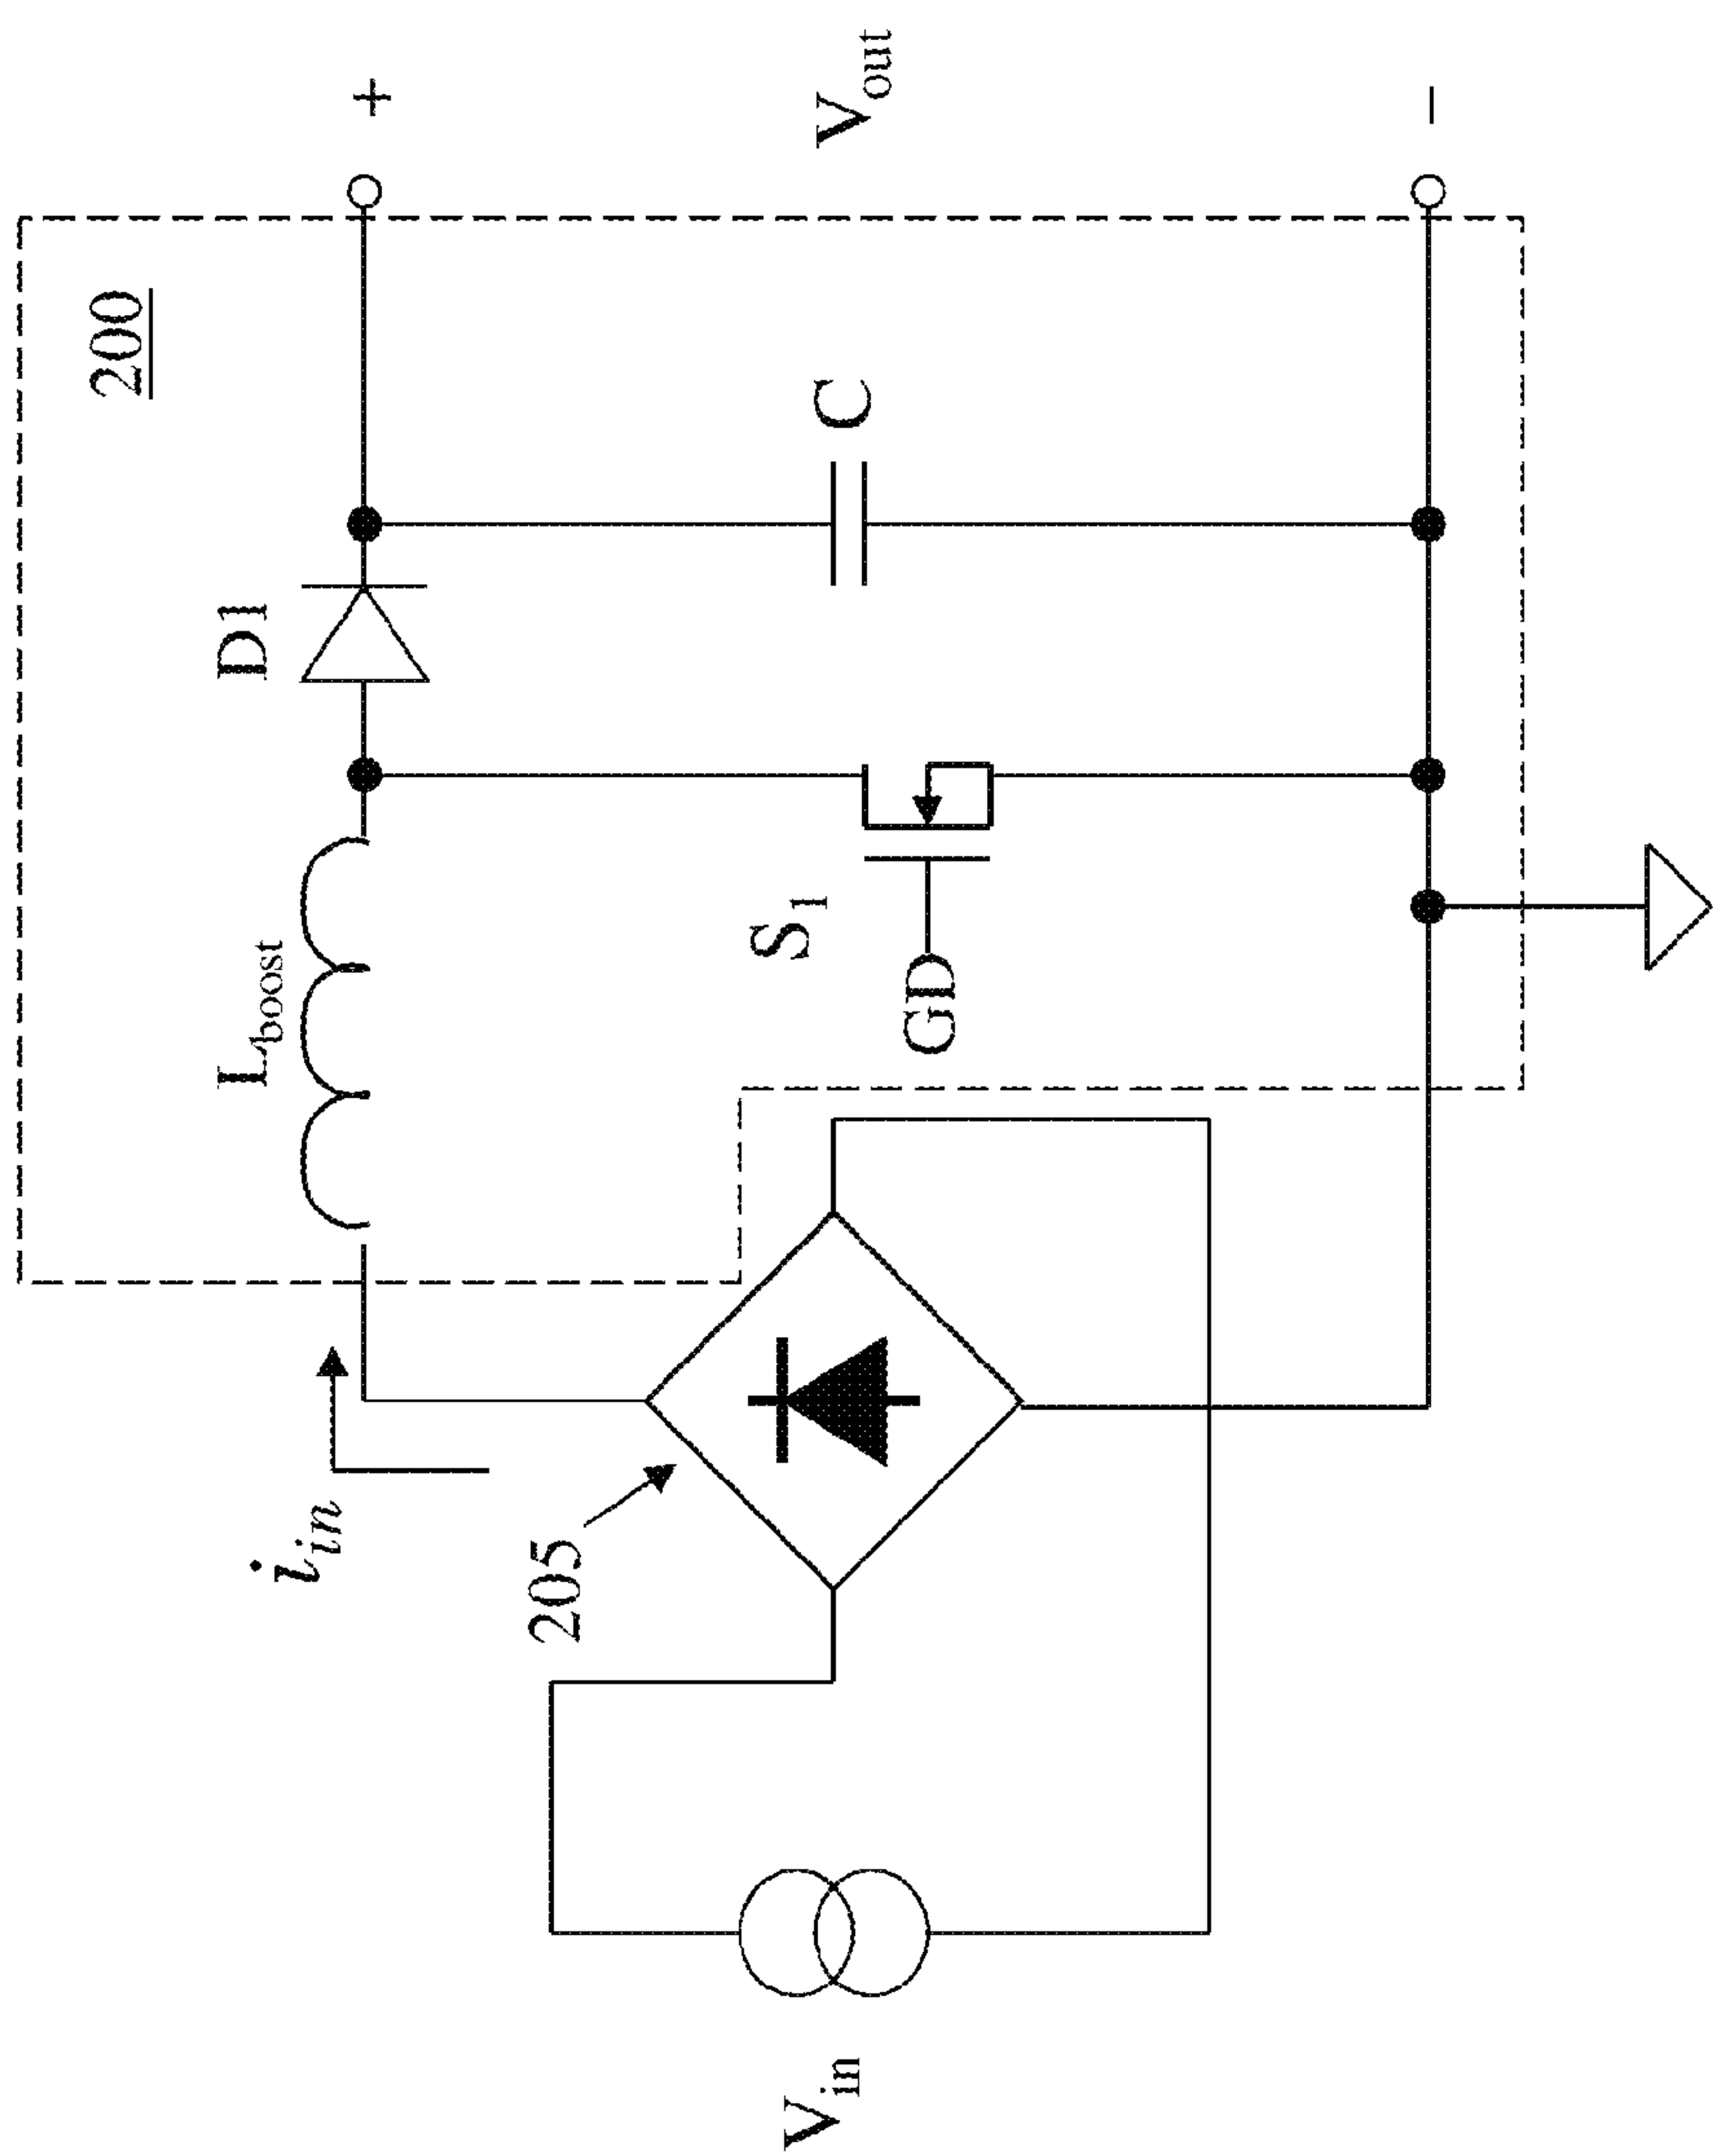 200
L_boost
D1
+
i_in
205
S_1
C
V_in
V_out
GD
−